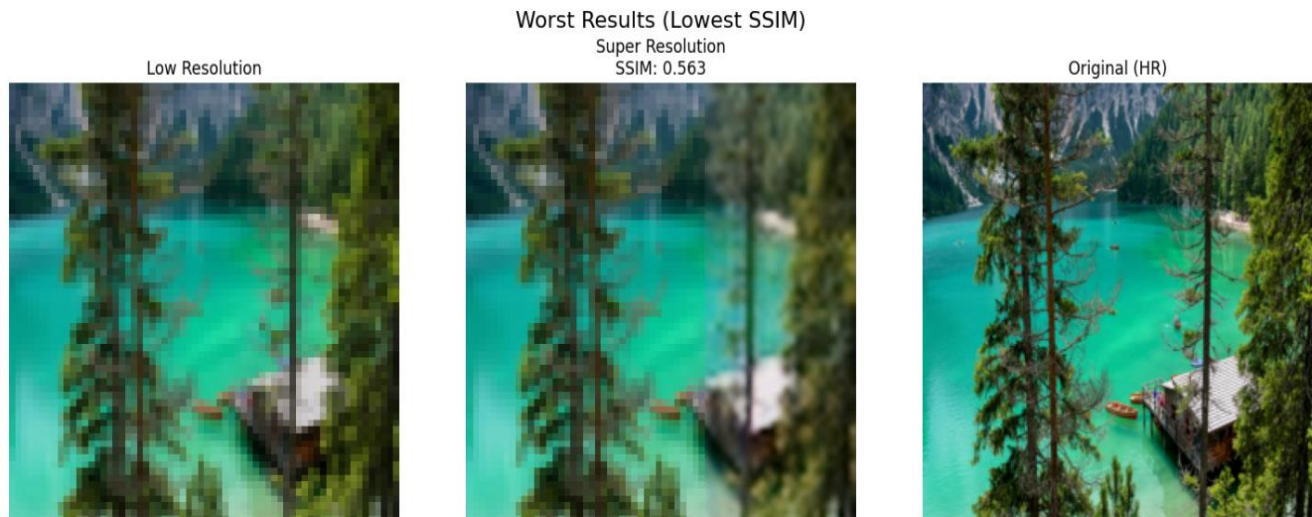 Worst Results (Lowest SSIM)
Low Resolution
Super Resolution
SSIM: 0.563
Original (HR)